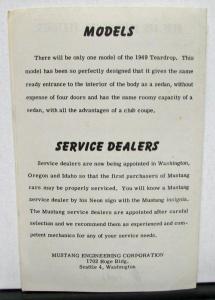 MODELS
There will be only one model of the 1949 Teardrop. This
model has been so perfectly designed that it gives the same
ready entrance to the interior of the body as a sedan, without
expense of four doors and has the same roomy capacity of a
sedan, with all the advantages of a club coupe.
SERVICE DEALERS
Service dealers are now being appointed in Washington,
Oregon and Idaho so that the first purchasers of Mustang
cars may be properly serviced. You will know a Mustang
service dealer by his Neon sign with the Mustang insignia.
The Mustang service dealers are appointed after careful
selection and we recommend them as experienced and com-
petent mechanics for any of your service needs.
MUSTANG ENGINEERING CORPORATION
1702 Hoge Bldg.
Seattle 4, Washington